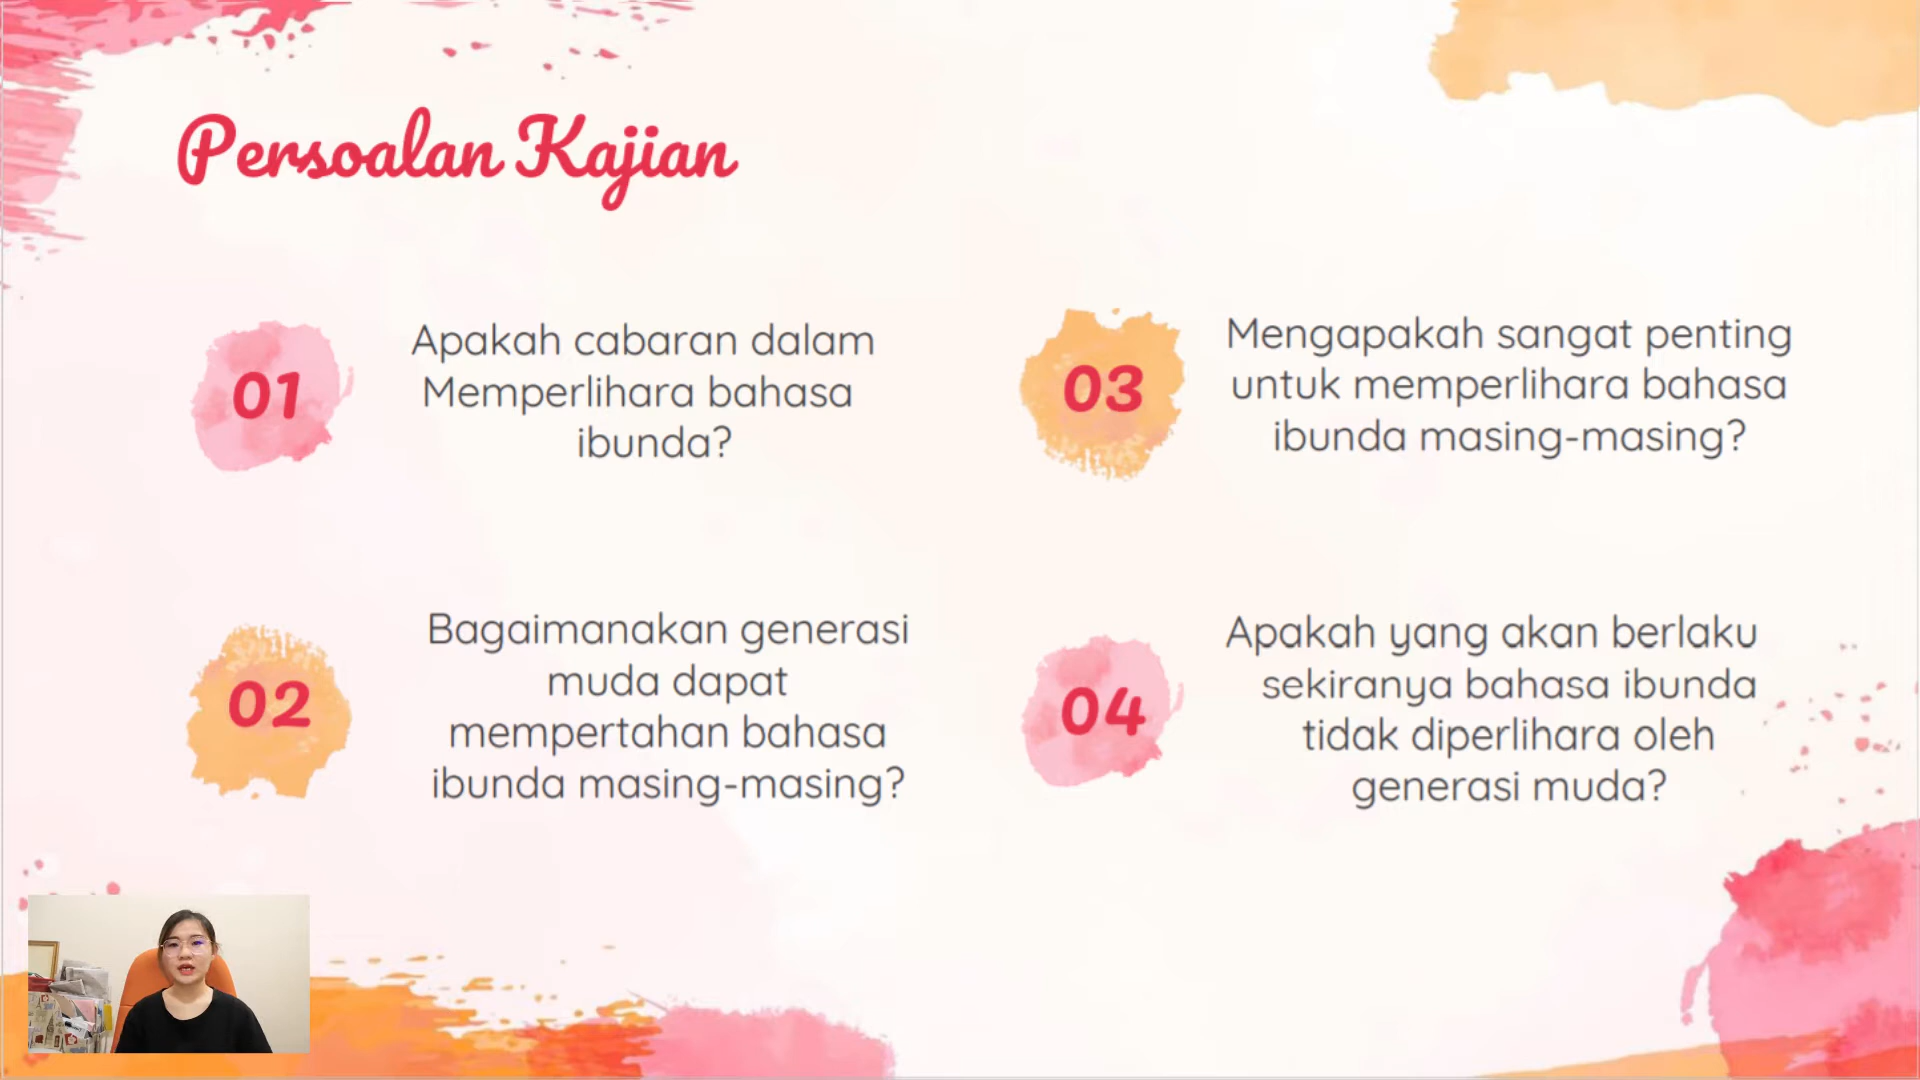 Persoalan Kajian
01
Apakah cabaran dalam
Memperlihara bahasa
ibunda?
02
Bagaimanakan generasi
muda dapat
mempertahan bahasa
ibunda masing-masing?
03
Mengapakah sangat penting
untuk memperlihara bahasa
ibunda masing-masing?
04
Apakah yang akan berlaku
sekiranya bahasa ibunda
tidak diperlihara oleh
generasi muda?